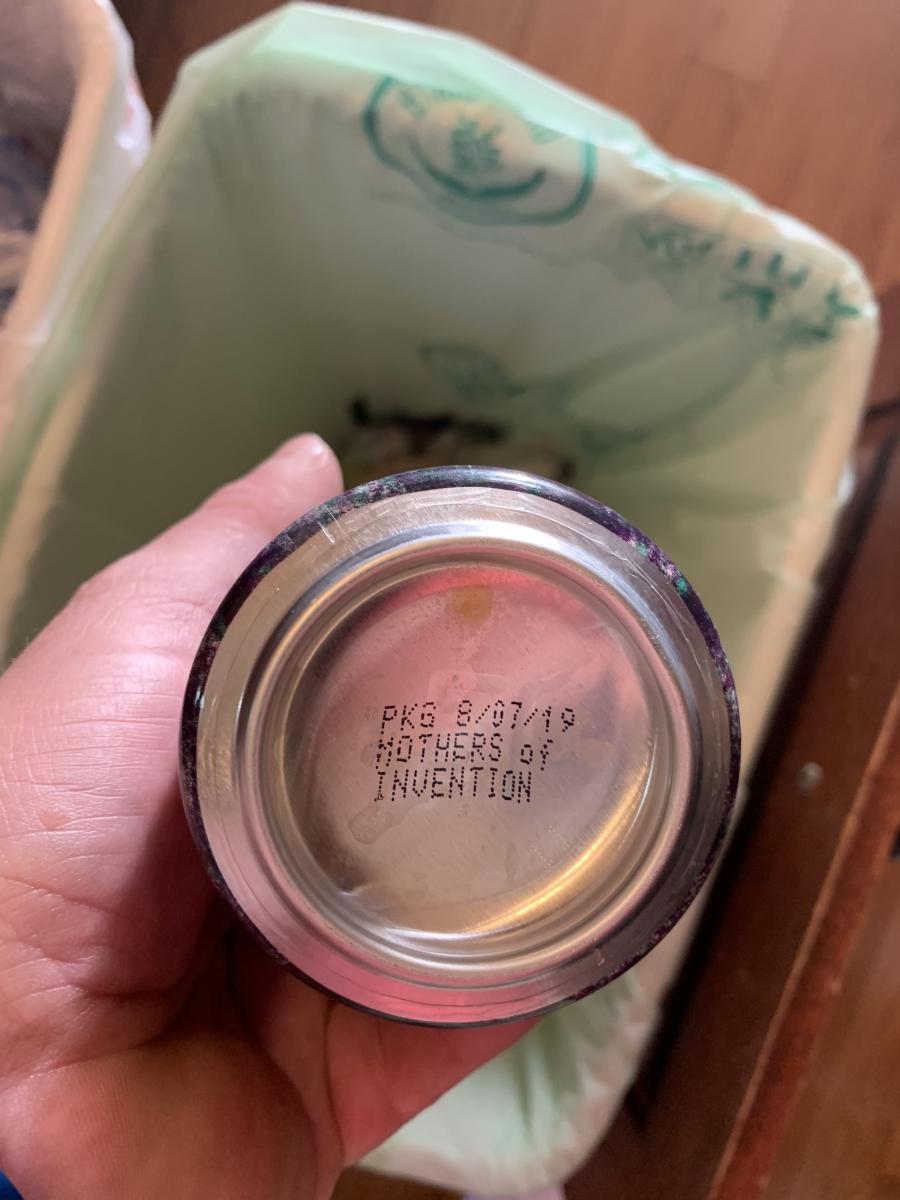 PKG 8/07/19
MOTHERS of
INVENTION